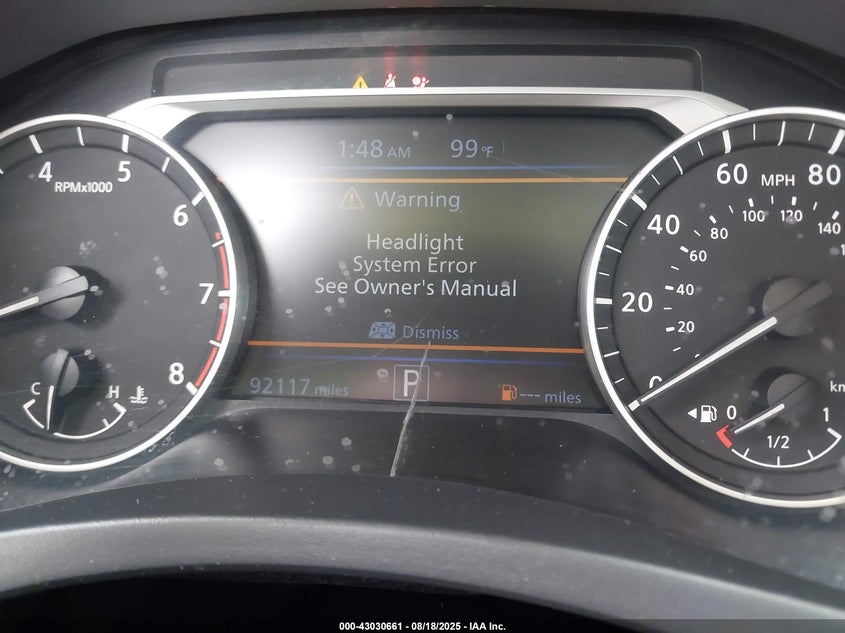 1:48 AM 99°F
Warning
Headlight
System Error
See Owner's Manual
Dismiss
92117 miles P --- miles
4 5 6 7 8
RPMx1000
C H
0 20 40 60 80
MPH
20 40 60 80 100 120 140
km
0 1/2 1
000-43030661 - 08/18/2025 - IAA Inc.